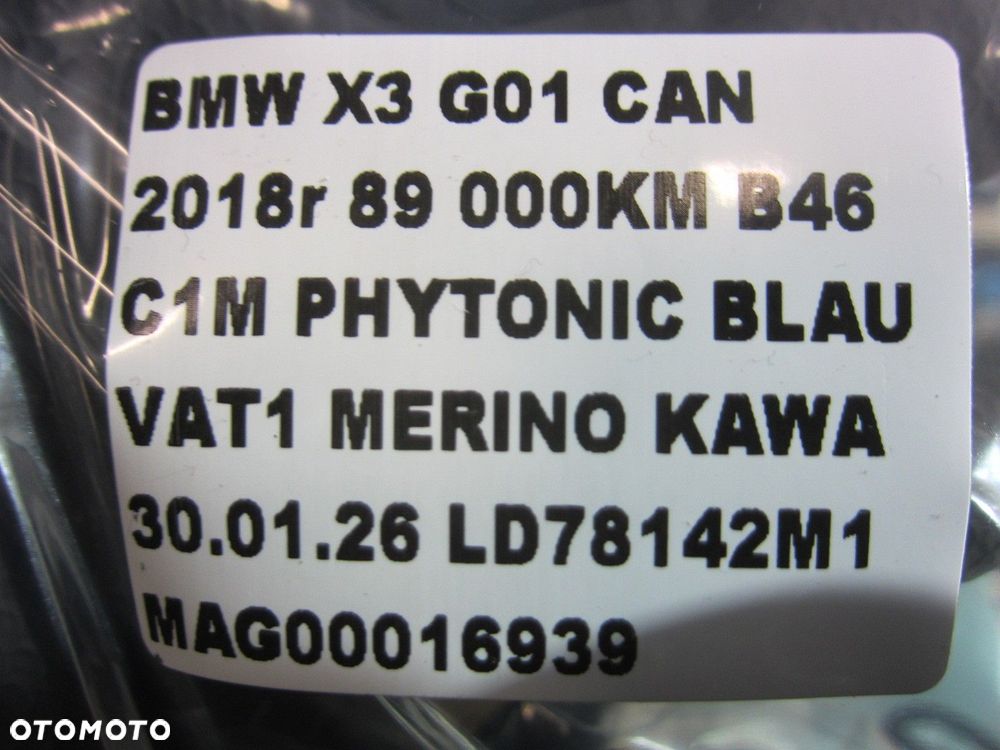 BMW X3 G01 CAN
2018r 89 000KM B46
C1M PHYTONIC BLAU
VAT1 MERINO KAWA
30.01.26 LD78142M1
MAG00016939
OTOMOTO